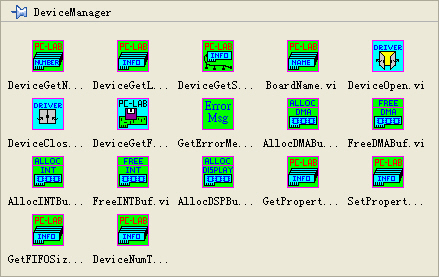 DeviceManager
PC-LAB PC-LAB PC-LAB PC-LAB DRIVER
NUMBER INFO INFO NAME
DeviceGetN... DeviceGetL... DeviceGetS... BoardName.vi DeviceOpen.vi
DRIVER PC-LAB Error ALLOC FREE
Msg DMA DMA
DeviceClos... DeviceGetF... GetErrorMe... AllocDMABu... FreeDMABuf.vi
ALLOC FREE ALLOC PC-LAB PC-LAB
INT INT DISPLAY INFO INFO
AllocINTBu... FreeINTBuf.vi AllocDSPBu... GetPropert... SetPropert...
PC-LAB PC-LAB
INFO INFO
GetFIFOSiz... DeviceNumT...